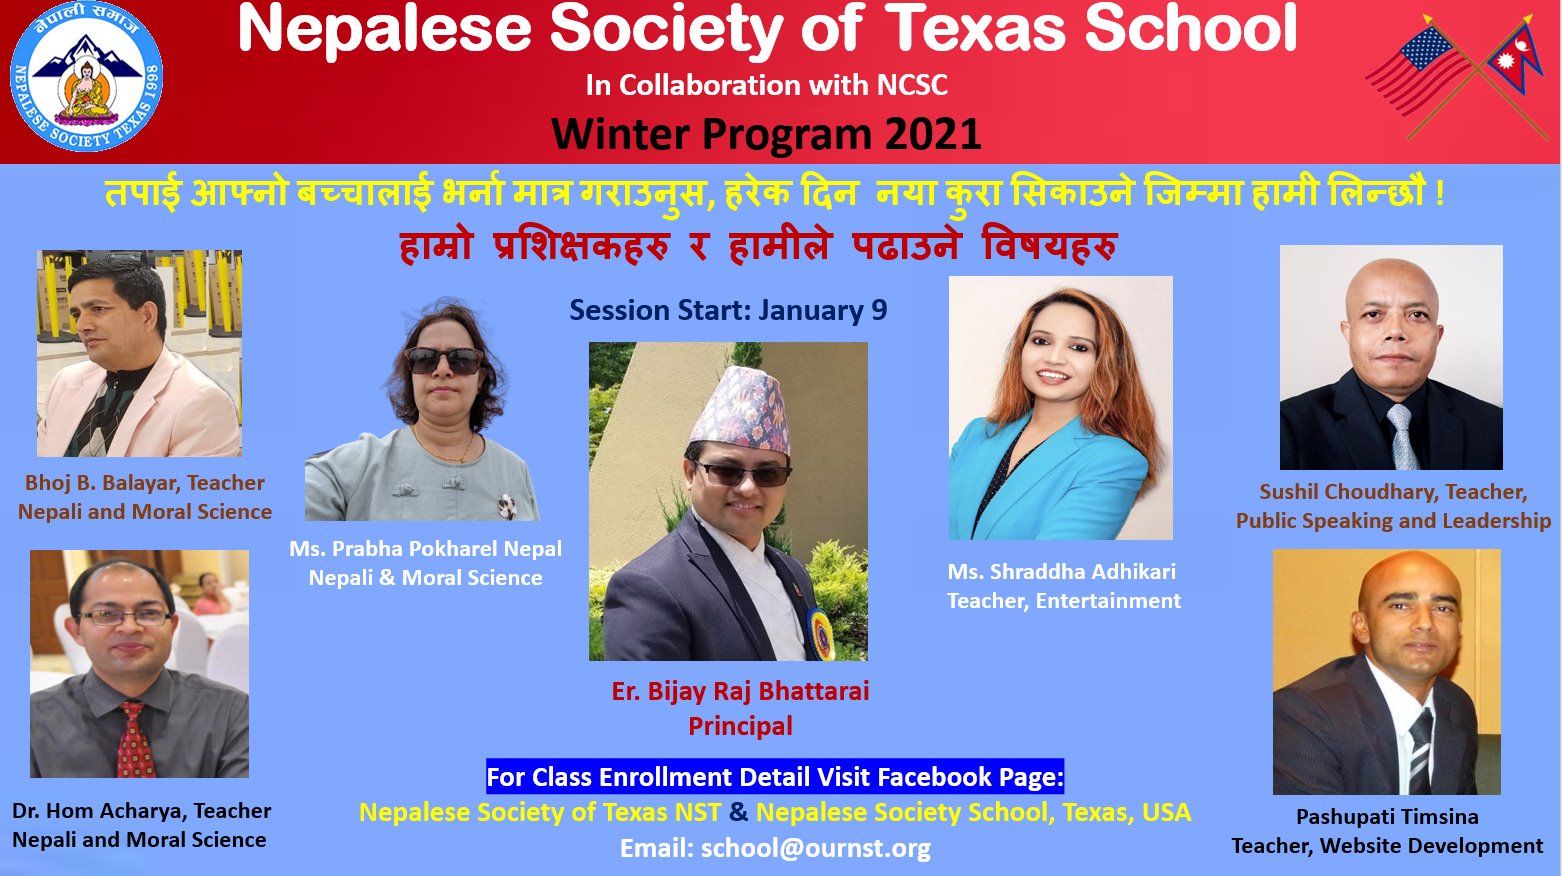 Nepalese Society of Texas School
In Collaboration with NCSC
Winter Program 2021
नेपाली समाज
NEPALESE SOCIETY TEXAS 1998
तपाई आफ्नो बच्चालाई भर्ना मात्र गराउनुस, हरेक दिन नया कुरा सिकाउने जिम्मा हामी लिन्छौ !
हाम्रो प्रशिक्षकहरु र हामीले पढाउने विषयहरु
Session Start: January 9
Bhoj B. Balayar, Teacher
Nepali and Moral Science
Ms. Prabha Pokharel Nepal
Nepali & Moral Science
Ms. Shraddha Adhikari
Teacher, Entertainment
Sushil Choudhary, Teacher,
Public Speaking and Leadership
Er. Bijay Raj Bhattarai
Principal
Dr. Hom Acharya, Teacher
Nepali and Moral Science
Pashupati Timsina
Teacher, Website Development
For Class Enrollment Detail Visit Facebook Page:
Nepalese Society of Texas NST & Nepalese Society School, Texas, USA
Email: school@ournst.org